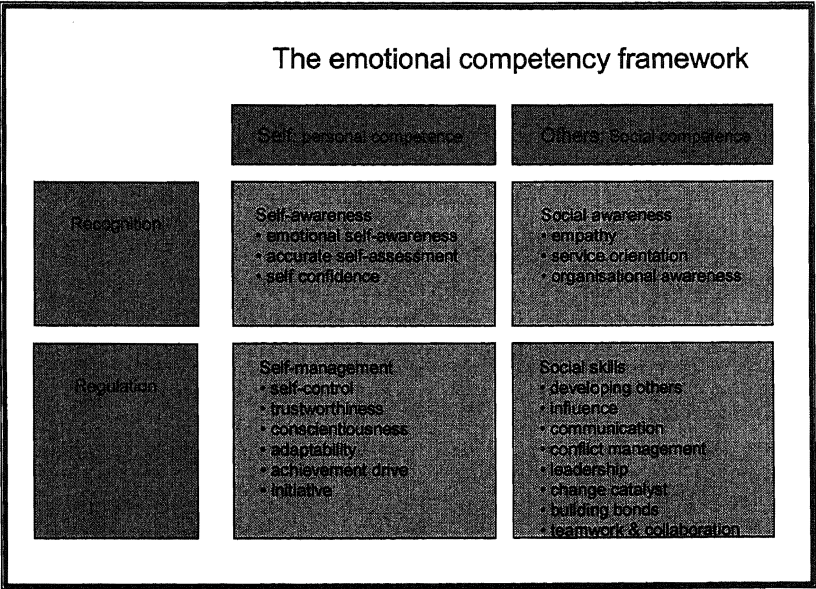 The emotional competency framework
Self: personal competence
Others: Social competence
Recognition
Self-awareness
• emotional self-awareness
• accurate self-assessment
• self confidence
Social awareness
• empathy
• service orientation
• organisational awareness
Regulation
Self-management
• self-control
• trustworthiness
• conscientiousness
• adaptability
• achievement drive
• initiative
Social skills
• developing others
• influence
• communication
• conflict management
• leadership
• change catalyst
• building bonds
• teamwork & collaboration